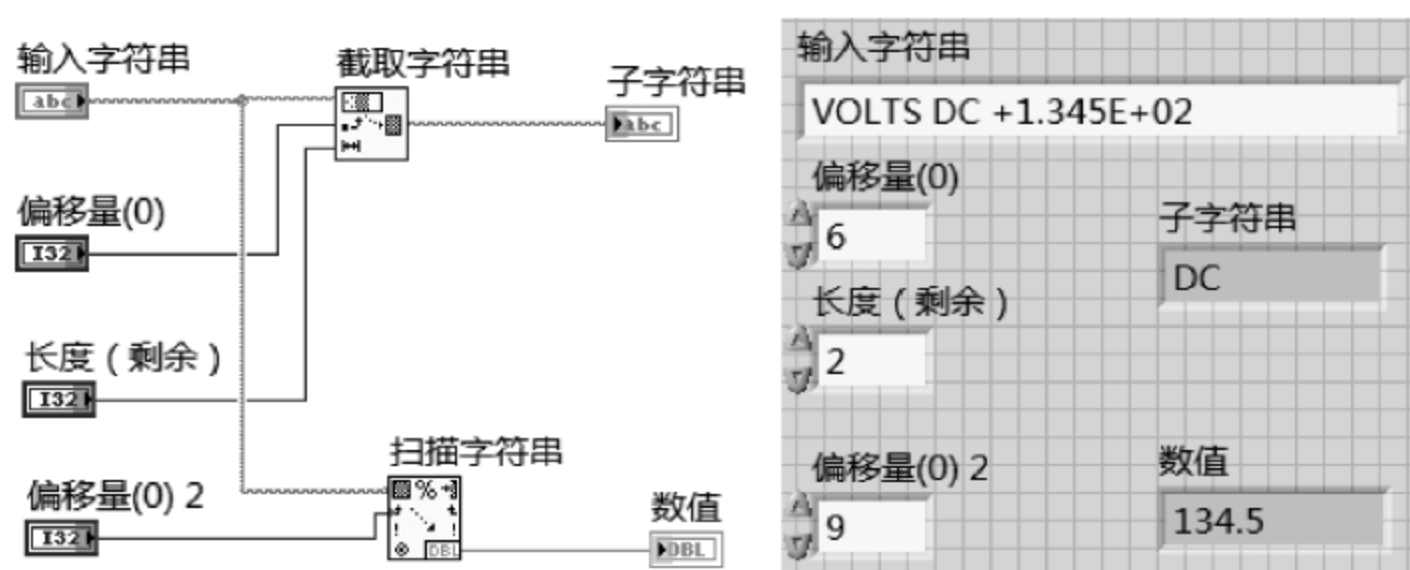 输入字符串
abc
截取字符串
子字符串
abc
偏移量(0)
I32
长度（剩余）
I32
扫描字符串
%
DBL
偏移量(0) 2
I32
数值
DBL
输入字符串
VOLTS DC +1.345E+02
偏移量(0)
6
子字符串
DC
长度（剩余）
2
偏移量(0) 2
9
数值
134.5